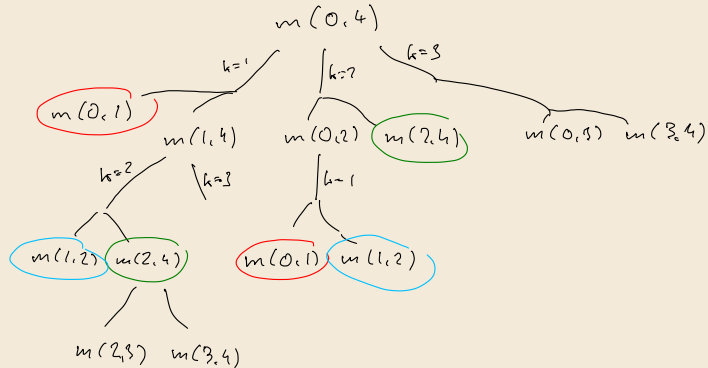 m(0,4)
k=1 k=2 k=3
m(0,1) m(1,4) m(0,2) m(2,4) m(0,3) m(3,4)
k=2 k=3 k=1
m(1,2) m(2,4) m(0,1) m(1,2)
m(2,3) m(3,4)